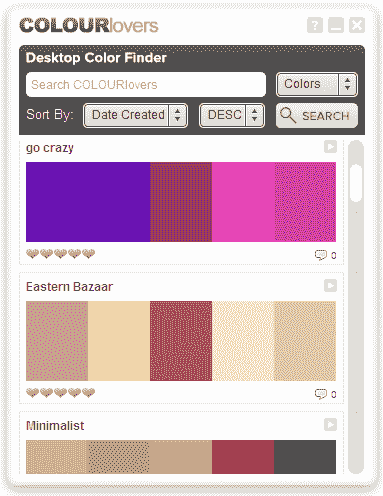 COLOURlovers
?
Desktop Color Finder
Search COLOURlovers
Colors
Sort By:
Date Created
DESC
SEARCH
go crazy
0
Eastern Bazaar
0
Minimalist